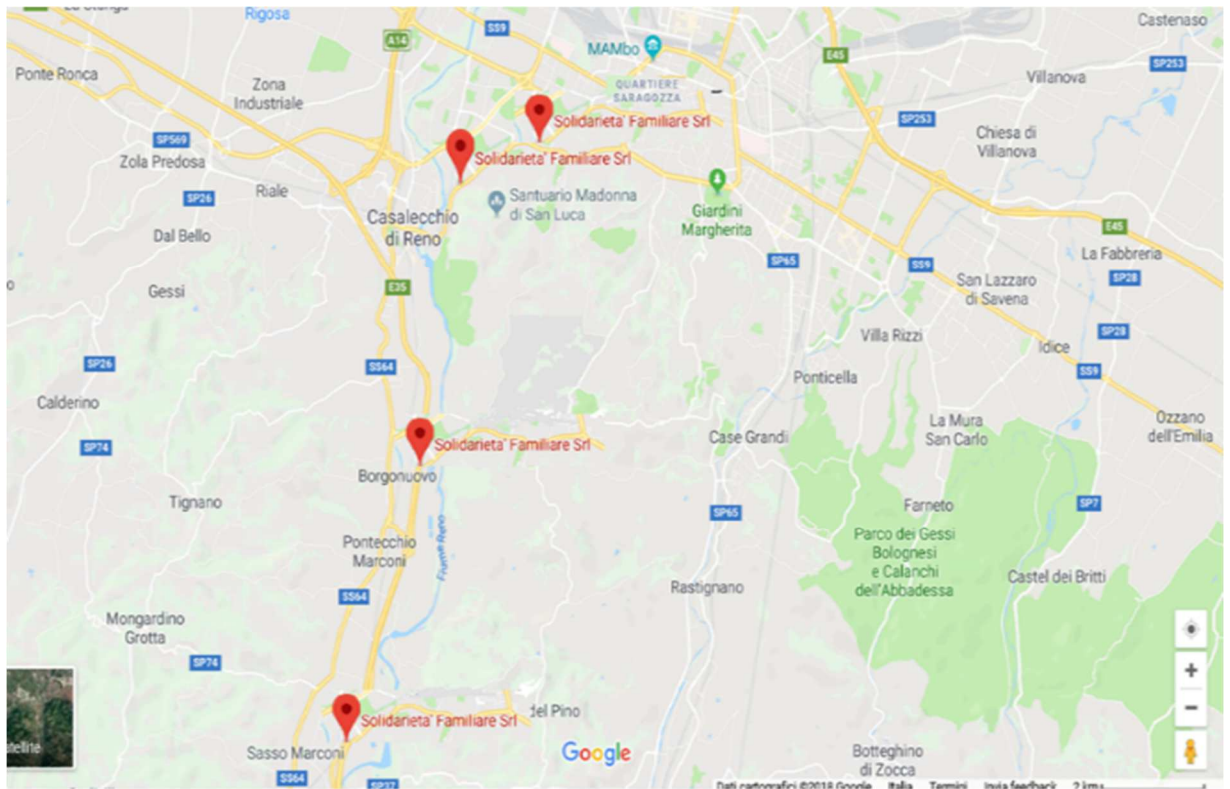 Rigosa
Castenaso
SS9
A14
MAMbo
E45
Ponte Ronca
SP253
Villanova
Zona
Industriale
QUARTIERE
SARAGOZZA
Solidarieta' Familiare Srl
SP253
Chiesa di
Villanova
SP569
Zola Predosa
Solidarieta' Familiare Srl
Riale
SP26
Santuario Madonna
di San Luca
Giardini
Margherita
Casalecchio
di Reno
Dal Bello
E45
La Fabbreria
SP65
SS9
SP28
San Lazzaro
di Savena
Gessi
E35
SP28
Villa Rizzi
Idice
SP26
SS64
SS9
Ponticella
Calderino
La Mura
San Carlo
Ozzano
dell'Emilia
SP74
Solidarieta' Familiare Srl
Case Grandi
Borgonuovo
Tignano
SP65
Farneto
SP7
Pontecchio
Marconi
Fiume Reno
Parco dei Gessi
Bolognesi
e Calanchi
dell'Abbadessa
Castel dei Britti
Rastignano
SS64
Mongardino
Grotta
SP74
+
−
Solidarieta' Familiare Srl
del Pino
atellite
Sasso Marconi
Google
Botteghino
di Zocca
SS64
SP37
Dati cartografici ©2018 Google Italia Termini Invia feedback 2 km